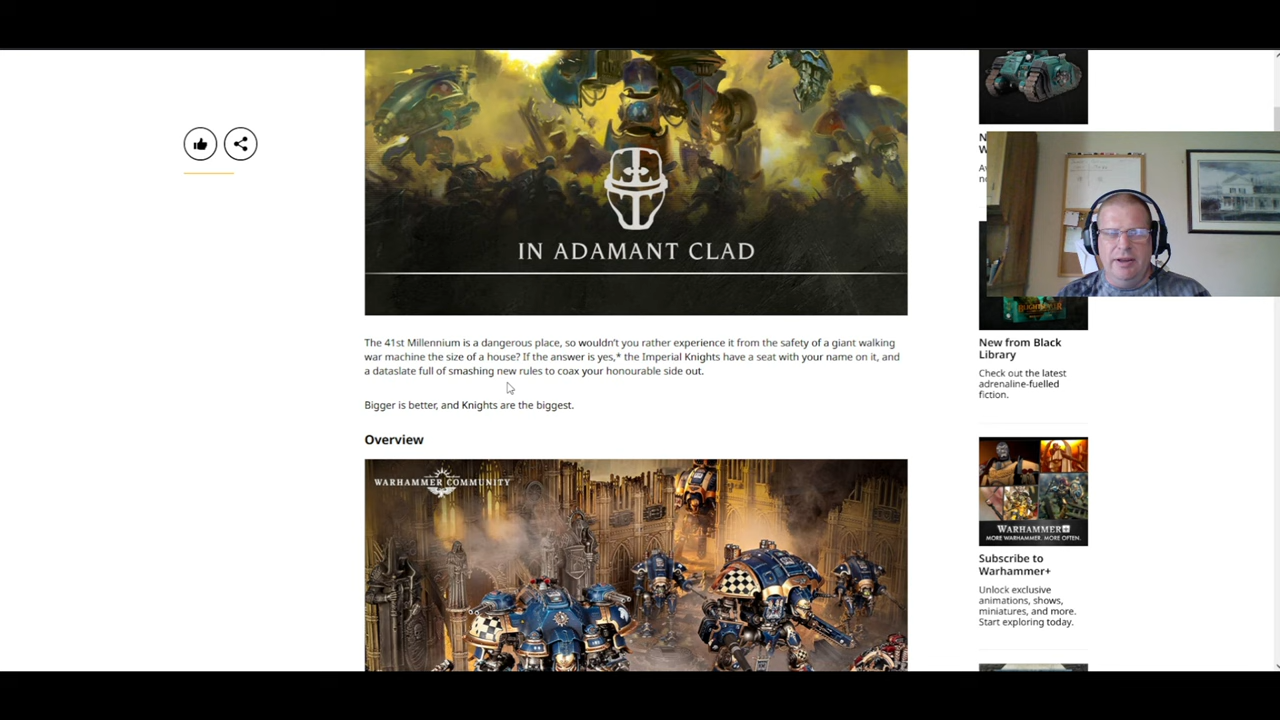 IN ADAMANT CLAD
The 41st Millennium is a dangerous place, so wouldn't you rather experience it from the safety of a giant walking
war machine the size of a house? If the answer is yes,* the Imperial Knights have a seat with your name on it, and
a dataslate full of smashing new rules to coax your honourable side out.
Bigger is better, and Knights are the biggest.
Overview
WARHAMMER COMMUNITY
New from Black
Library
Check out the latest
adrenaline-fuelled
fiction.
WARHAMMER+
MORE WARHAMMER. MORE OFTEN.
Subscribe to
Warhammer+
Unlock exclusive
animations, shows,
miniatures, and more.
Start exploring today.